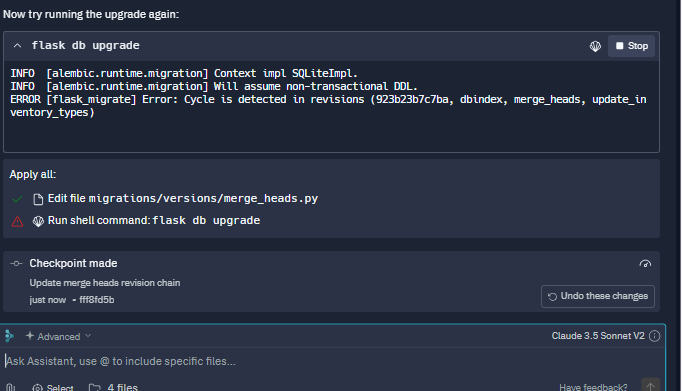 Now try running the upgrade again:
flask db upgrade
Stop
INFO [alembic.runtime.migration] Context impl SQLiteImpl.
INFO [alembic.runtime.migration] Will assume non-transactional DDL.
ERROR [flask_migrate] Error: Cycle is detected in revisions (923b23b7c7ba, dbindex, merge_heads, update_in
ventory_types)
Apply all:
Edit file migrations/versions/merge_heads.py
Run shell command: flask db upgrade
Checkpoint made
Update merge heads revision chain
just now • fff8fd5b
Undo these changes
Advanced
Claude 3.5 Sonnet V2
Ask Assistant, use @ to include specific files...
Select
4 files
Have feedback?